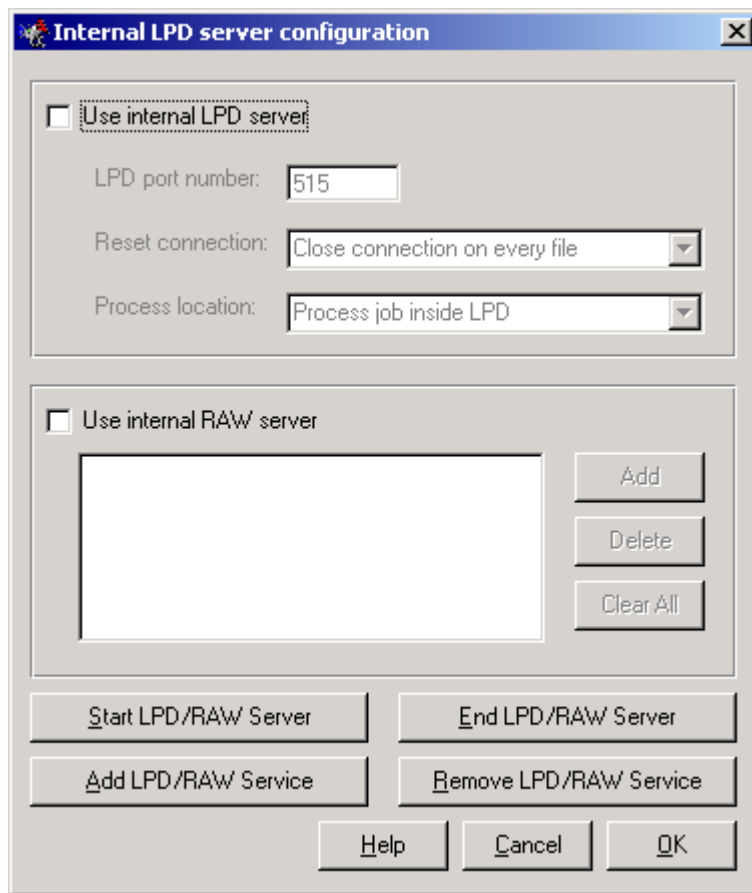 Internal LPD server configuration
Use internal LPD server
LPD port number: 515
Reset connection: Close connection on every file
Process location: Process job inside LPD
Use internal RAW server
Add
Delete
Clear All
Start LPD/RAW Server End LPD/RAW Server
Add LPD/RAW Service Remove LPD/RAW Service
Help Cancel OK